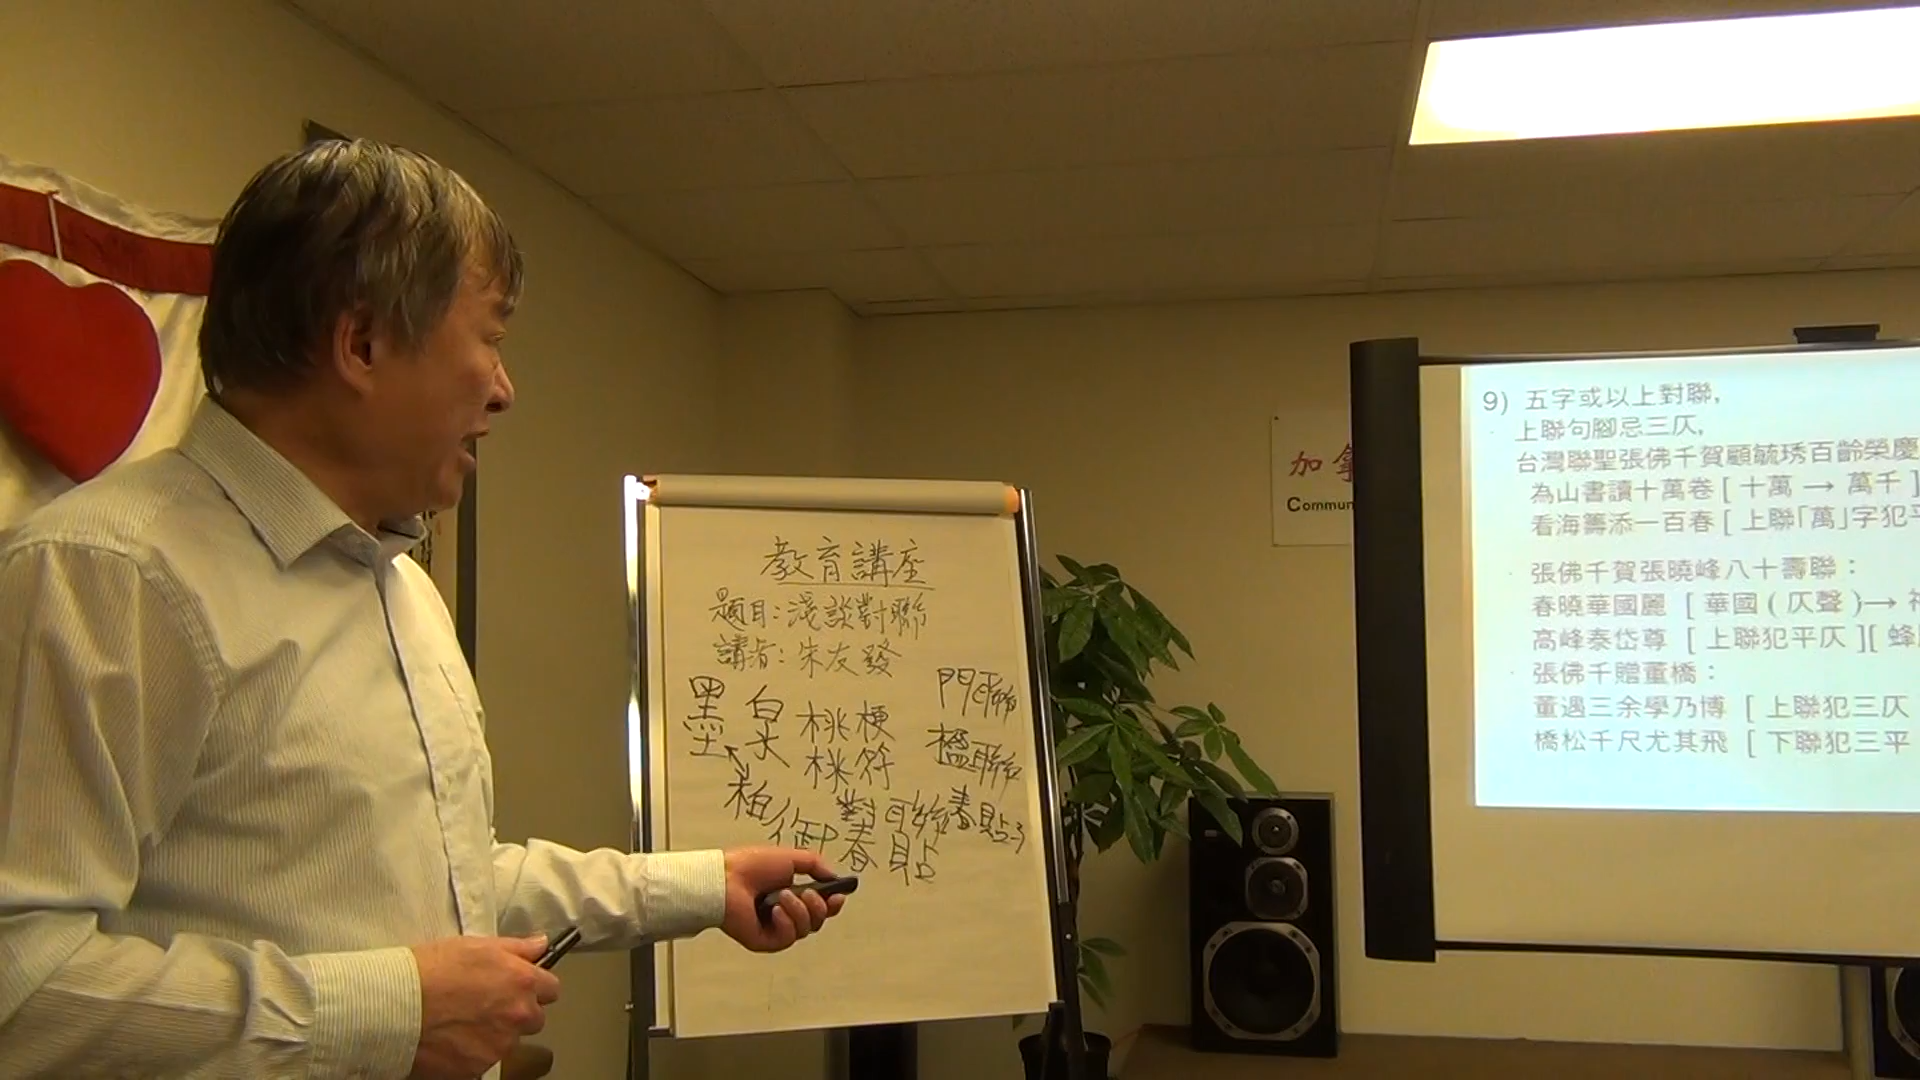 教育講座
題目：淺談對聯
講者：朱友發
門聯
桃梗
楹聯
桃符
對聯
春貼子
春貼
加拿
Commun
9) 五字或以上對聯,
上聯句腳忌三仄,
台灣聯聖張佛千賀顧毓琇百齡榮慶
為山書讀十萬卷 [ 十萬 → 萬千 ]
看海籌添一百春 [ 上聯「萬」字犯平
張佛千賀張曉峰八十壽聯：
春曉華國麗 [ 華國 ( 仄聲 )→
高峰泰岱尊 [ 上聯犯平仄 ][ 蜂
張佛千贈董橋：
董遇三余學乃博 [ 上聯犯三仄
橋松千尺尤其飛 [ 下聯犯三平